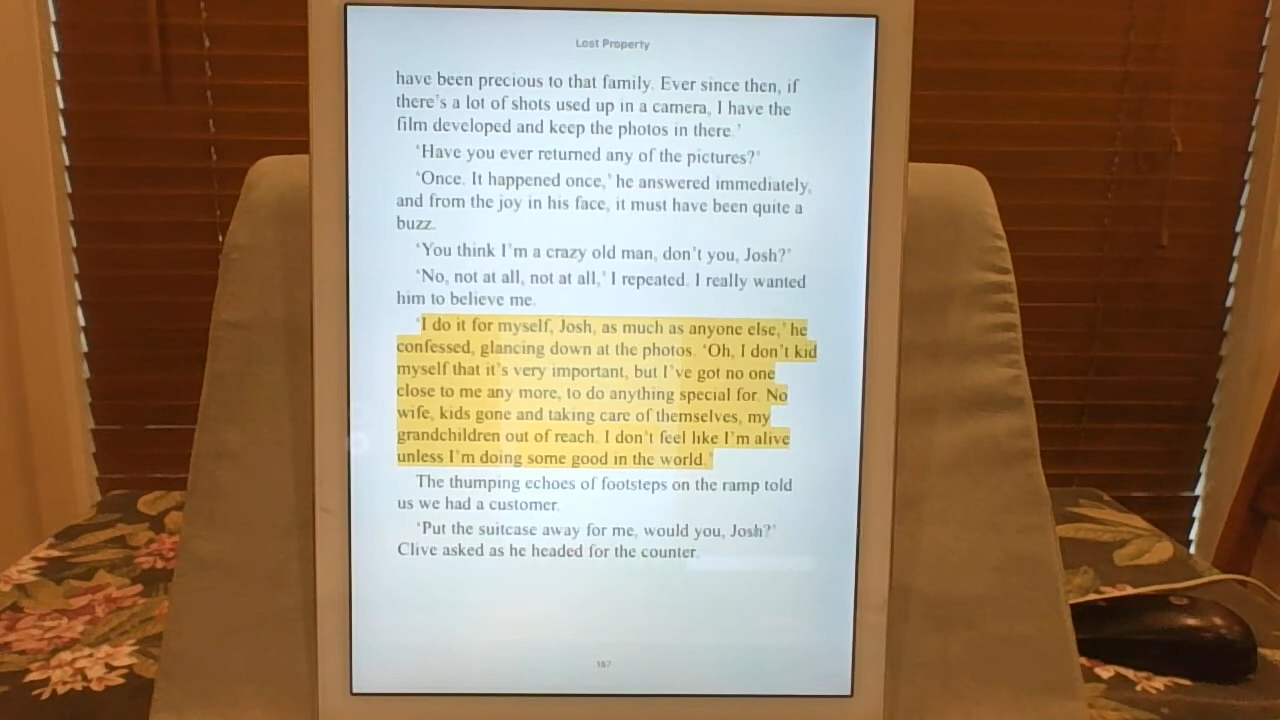 Lost Property
have been precious to that family. Ever since then, if
there's a lot of shots used up in a camera, I have the
film developed and keep the photos in there.'
'Have you ever returned any of the pictures?'
'Once. It happened once,' he answered immediately,
and from the joy in his face, it must have been quite a
buzz.
'You think I'm a crazy old man, don't you, Josh?'
'No, not at all, not at all,' I repeated. I really wanted
him to believe me.
'I do it for myself, Josh, as much as anyone else,' he
confessed, glancing down at the photos. 'Oh, I don't kid
myself that it's very important, but I've got no one
close to me any more, to do anything special for. No
wife, kids gone and taking care of themselves, my
grandchildren out of reach. I don't feel like I'm alive
unless I'm doing some good in the world.'
The thumping echoes of footsteps on the ramp told
us we had a customer.
'Put the suitcase away for me, would you, Josh?'
Clive asked as he headed for the counter.
187